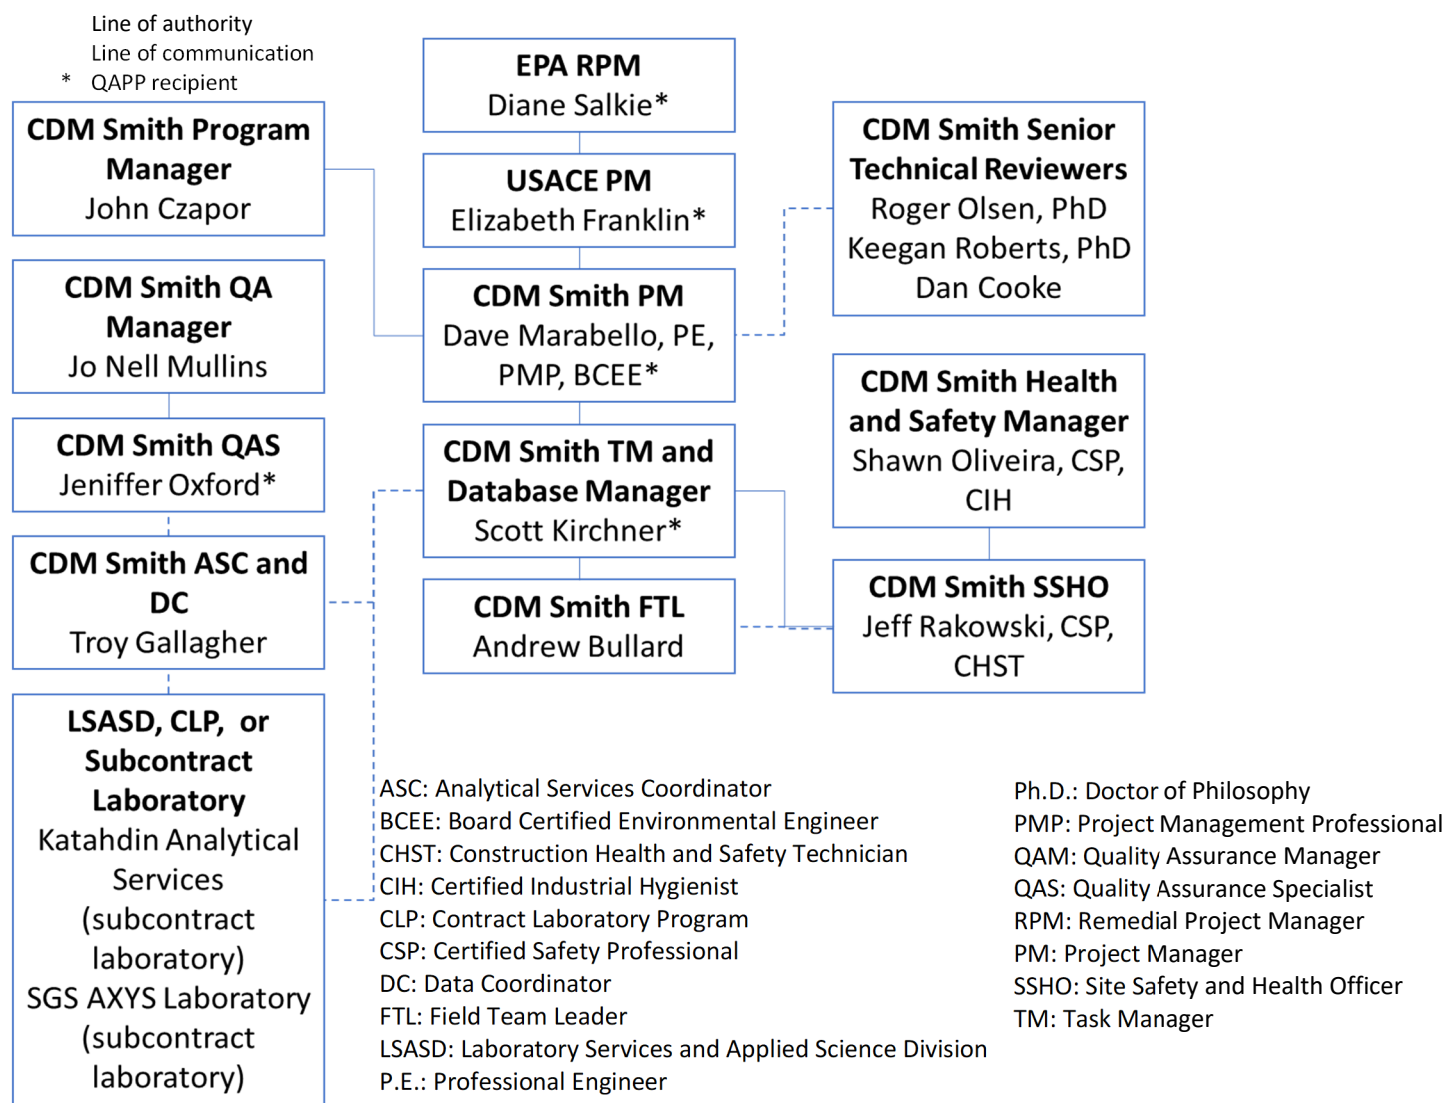 Line of authority
Line of communication
* QAPP recipient
EPA RPM
Diane Salkie*
USACE PM
Elizabeth Franklin*
CDM Smith PM
Dave Marabello, PE,
PMP, BCEE*
CDM Smith TM and
Database Manager
Scott Kirchner*
CDM Smith FTL
Andrew Bullard
CDM Smith Program
Manager
John Czapor
CDM Smith QA
Manager
Jo Nell Mullins
CDM Smith QAS
Jeniffer Oxford*
CDM Smith ASC and
DC
Troy Gallagher
LSASD, CLP, or
Subcontract
Laboratory
Katahdin Analytical
Services
(subcontract
laboratory)
SGS AXYS Laboratory
(subcontract
laboratory)
CDM Smith Senior
Technical Reviewers
Roger Olsen, PhD
Keegan Roberts, PhD
Dan Cooke
CDM Smith Health
and Safety Manager
Shawn Oliveira, CSP,
CIH
CDM Smith SSHO
Jeff Rakowski, CSP,
CHST
ASC: Analytical Services Coordinator
BCEE: Board Certified Environmental Engineer
CHST: Construction Health and Safety Technician
CIH: Certified Industrial Hygienist
CLP: Contract Laboratory Program
CSP: Certified Safety Professional
DC: Data Coordinator
FTL: Field Team Leader
LSASD: Laboratory Services and Applied Science Division
P.E.: Professional Engineer
Ph.D.: Doctor of Philosophy
PMP: Project Management Professional
QAM: Quality Assurance Manager
QAS: Quality Assurance Specialist
RPM: Remedial Project Manager
PM: Project Manager
SSHO: Site Safety and Health Officer
TM: Task Manager